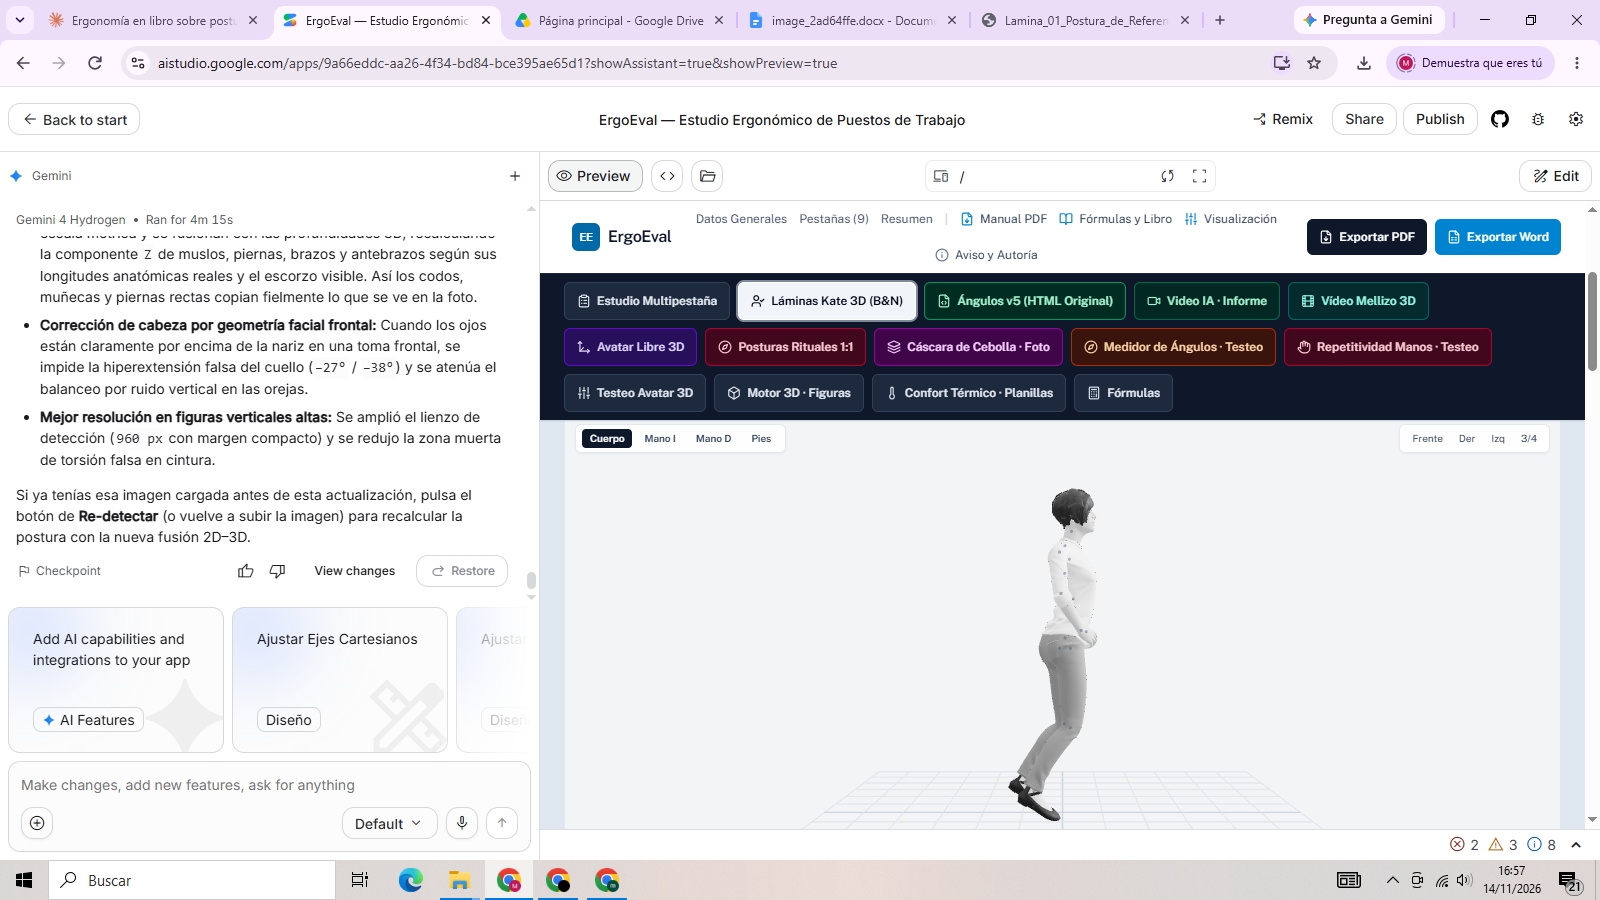 Ergonomía en libro sobre postu
ErgoEval — Estudio Ergonómic
Página principal - Google Drive
image_2ad64ffe.docx - Docum
Lamina_01_Postura_de_Referen
Pregunta a Gemini
aistudio.google.com/apps/9a66eddc-aa26-4f34-bd84-bce395ae65d1?showAssistant=true&showPreview=true
M
Demuestra que eres tú
Back to start
ErgoEval — Estudio Ergonómico de Puestos de Trabajo
Remix
Share
Publish
Gemini
Preview
/
Edit
Gemini 4 Hydrogen • Ran for 4m 15s
la componente Z de muslos, piernas, brazos y antebrazos según sus
longitudes anatómicas reales y el escorzo visible. Así los codos,
muñecas y piernas rectas copian fielmente lo que se ve en la foto.
• Corrección de cabeza por geometría facial frontal: Cuando los ojos
están claramente por encima de la nariz en una toma frontal, se
impide la hiperextensión falsa del cuello (-27° / -38°) y se atenúa el
balanceo por ruido vertical en las orejas.
• Mejor resolución en figuras verticales altas: Se amplió el lienzo de
detección (960 px con margen compacto) y se redujo la zona muerta
de torsión falsa en cintura.
Si ya tenías esa imagen cargada antes de esta actualización, pulsa el
botón de Re-detectar (o vuelve a subir la imagen) para recalcular la
postura con la nueva fusión 2D–3D.
Checkpoint
View changes
Restore
Add AI capabilities and
integrations to your app
AI Features
Ajustar Ejes Cartesianos
Diseño
Ajustar
Diseñ
Make changes, add new features, ask for anything
Default
EE
ErgoEval
Datos Generales
Pestañas (9)
Resumen
Manual PDF
Fórmulas y Libro
Visualización
Aviso y Autoría
Exportar PDF
Exportar Word
Estudio Multipestaña
Láminas Kate 3D (B&N)
Ángulos v5 (HTML Original)
Video IA · Informe
Vídeo Mellizo 3D
Avatar Libre 3D
Posturas Rituales 1:1
Cáscara de Cebolla · Foto
Medidor de Ángulos · Testeo
Repetitividad Manos · Testeo
Testeo Avatar 3D
Motor 3D · Figuras
Confort Térmico · Planillas
Fórmulas
Cuerpo
Mano I
Mano D
Pies
Frente
Der
Izq
3/4
2
3
8
Buscar
16:57
14/11/2026
21